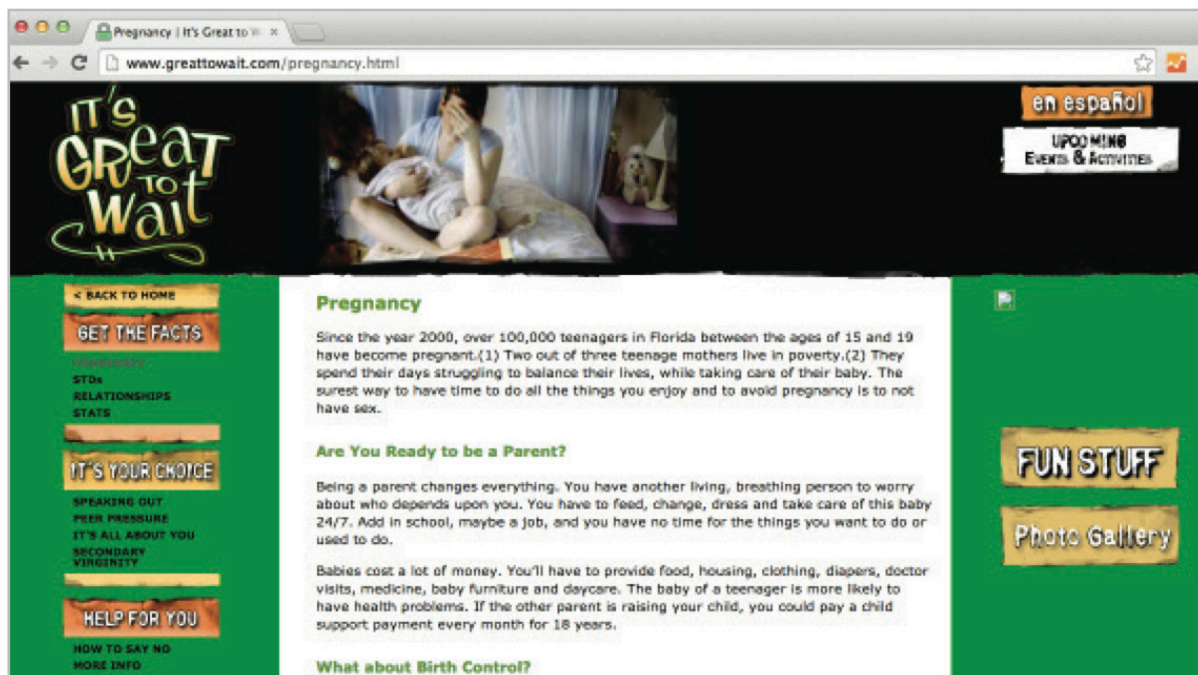 Pregnancy | It's Great to W
www.greattowait.com/pregnancy.html
IT'S
GREAT
TO
Wait
en español
UPCOMING
EVENTS & ACTIVITIES
< BACK TO HOME
GET THE FACTS
PREGNANCY
STDs
RELATIONSHIPS
STATS
IT'S YOUR CHOICE
SPEAKING OUT
PEER PRESSURE
IT'S ALL ABOUT YOU
SECONDARY
VIRGINITY
HELP FOR YOU
HOW TO SAY NO
MORE INFO
Pregnancy
Since the year 2000, over 100,000 teenagers in Florida between the ages of 15 and 19
have become pregnant.(1) Two out of three teenage mothers live in poverty.(2) They
spend their days struggling to balance their lives, while taking care of their baby. The
surest way to have time to do all the things you enjoy and to avoid pregnancy is to not
have sex.
Are You Ready to be a Parent?
Being a parent changes everything. You have another living, breathing person to worry
about who depends upon you. You have to feed, change, dress and take care of this baby
24/7. Add in school, maybe a job, and you have no time for the things you want to do or
used to do.
Babies cost a lot of money. You'll have to provide food, housing, clothing, diapers, doctor
visits, medicine, baby furniture and daycare. The baby of a teenager is more likely to
have health problems. If the other parent is raising your child, you could pay a child
support payment every month for 18 years.
What about Birth Control?
FUN STUFF
Photo Gallery